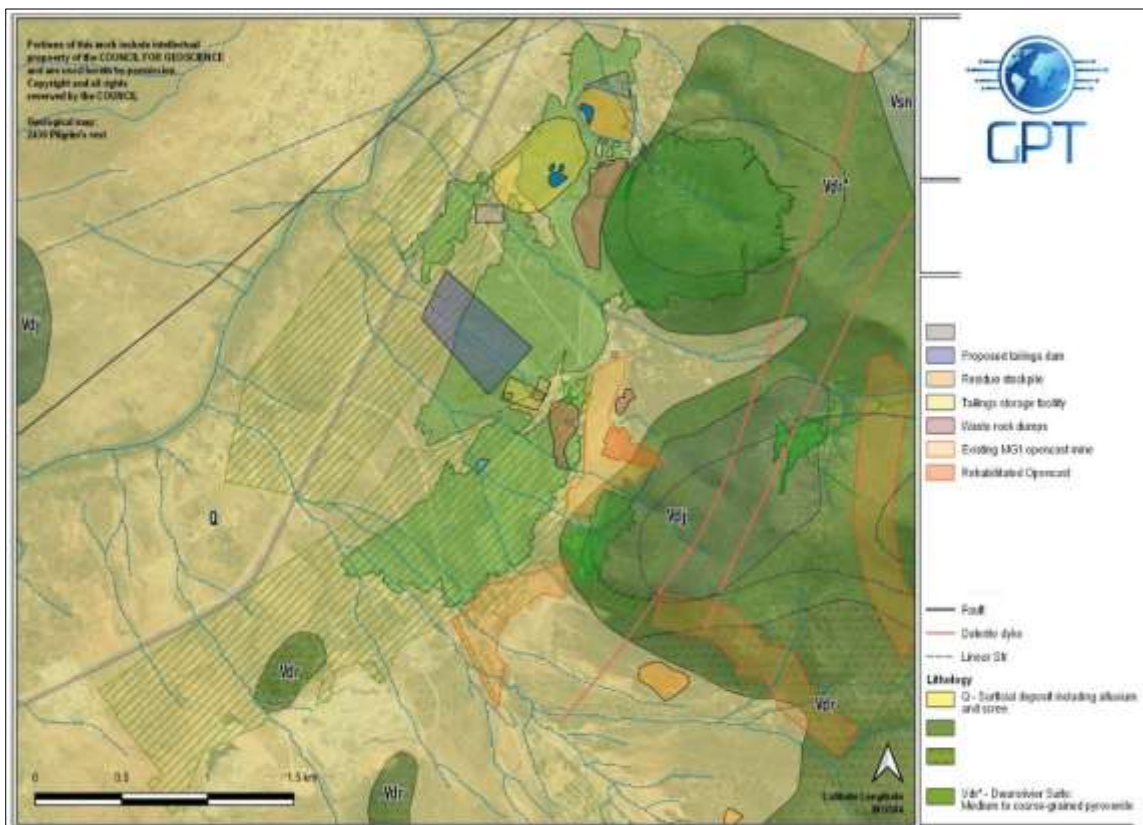 Portions of this work include intellectual
property of the COUNCIL FOR GEOSCIENCE
and are used herein by permission.
Copyright and all rights
reserved by the COUNCIL
Geological map:
Pilgrim's rest
GPT
Vsn
Vdr*
Vdj
Vdj
Q
Vdr
Vdr
Vdr
Proposed tailings dam
Residue stockpile
Tailings storage facility
Waste rock dumps
Existing MG1 opencast mine
Rehabilitated Opencast
Fault
Dolerite dyke
Linear Str
Lithology
Q - Surficial deposit including alluvium
and scree
Vdr* - Dwarsrivier Suite:
Medium to coarse-grained pyroxenite
0 0.5 1 1.5 km
Latitude Longitude